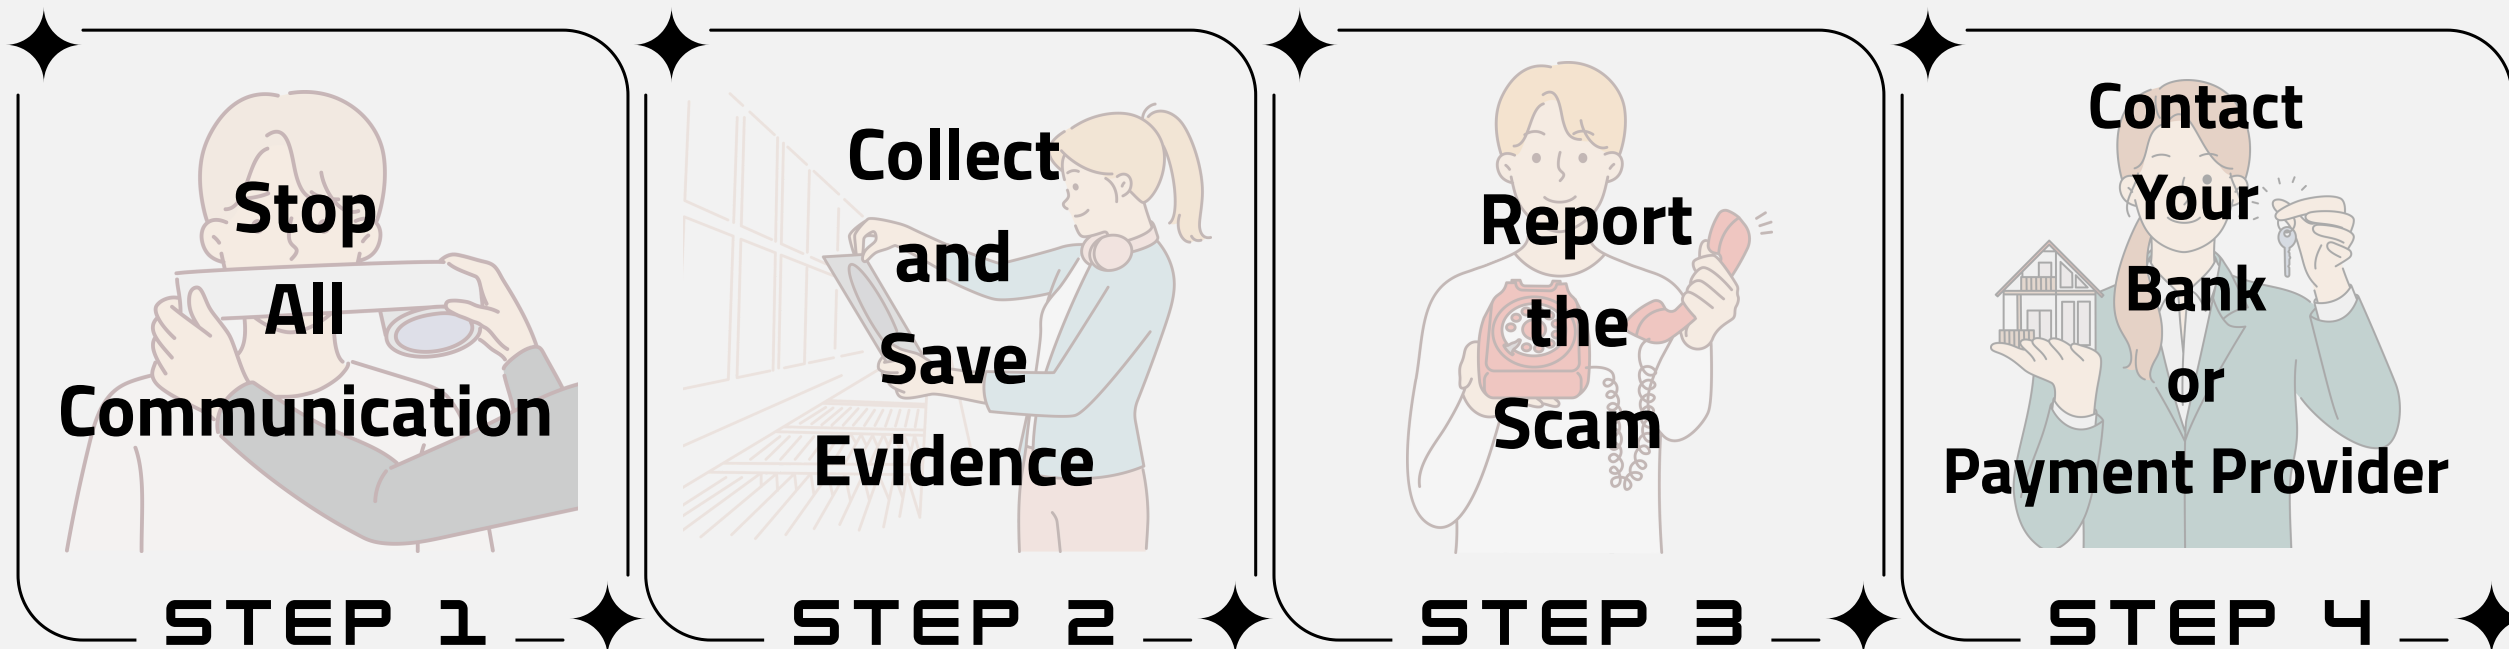 Stop
All
Communication
STEP 1
Collect
and
Save
Evidence
STEP 2
Report
the
Scam
STEP 3
Contact
Your
Bank
or
Payment Provider
STEP 4